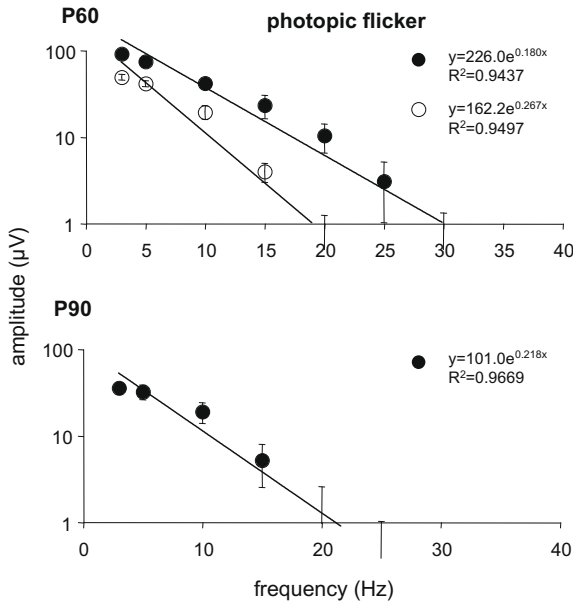 P60
photopic flicker
100
10
1
0 5 10 15 20 25 30 35 40
y=226.0e^0.180x
R²=0.9437
y=162.2e^0.267x
R²=0.9497
amplitude (µV)
P90
100
10
1
0 10 20 30 40
y=101.0e^0.218x
R²=0.9669
frequency (Hz)